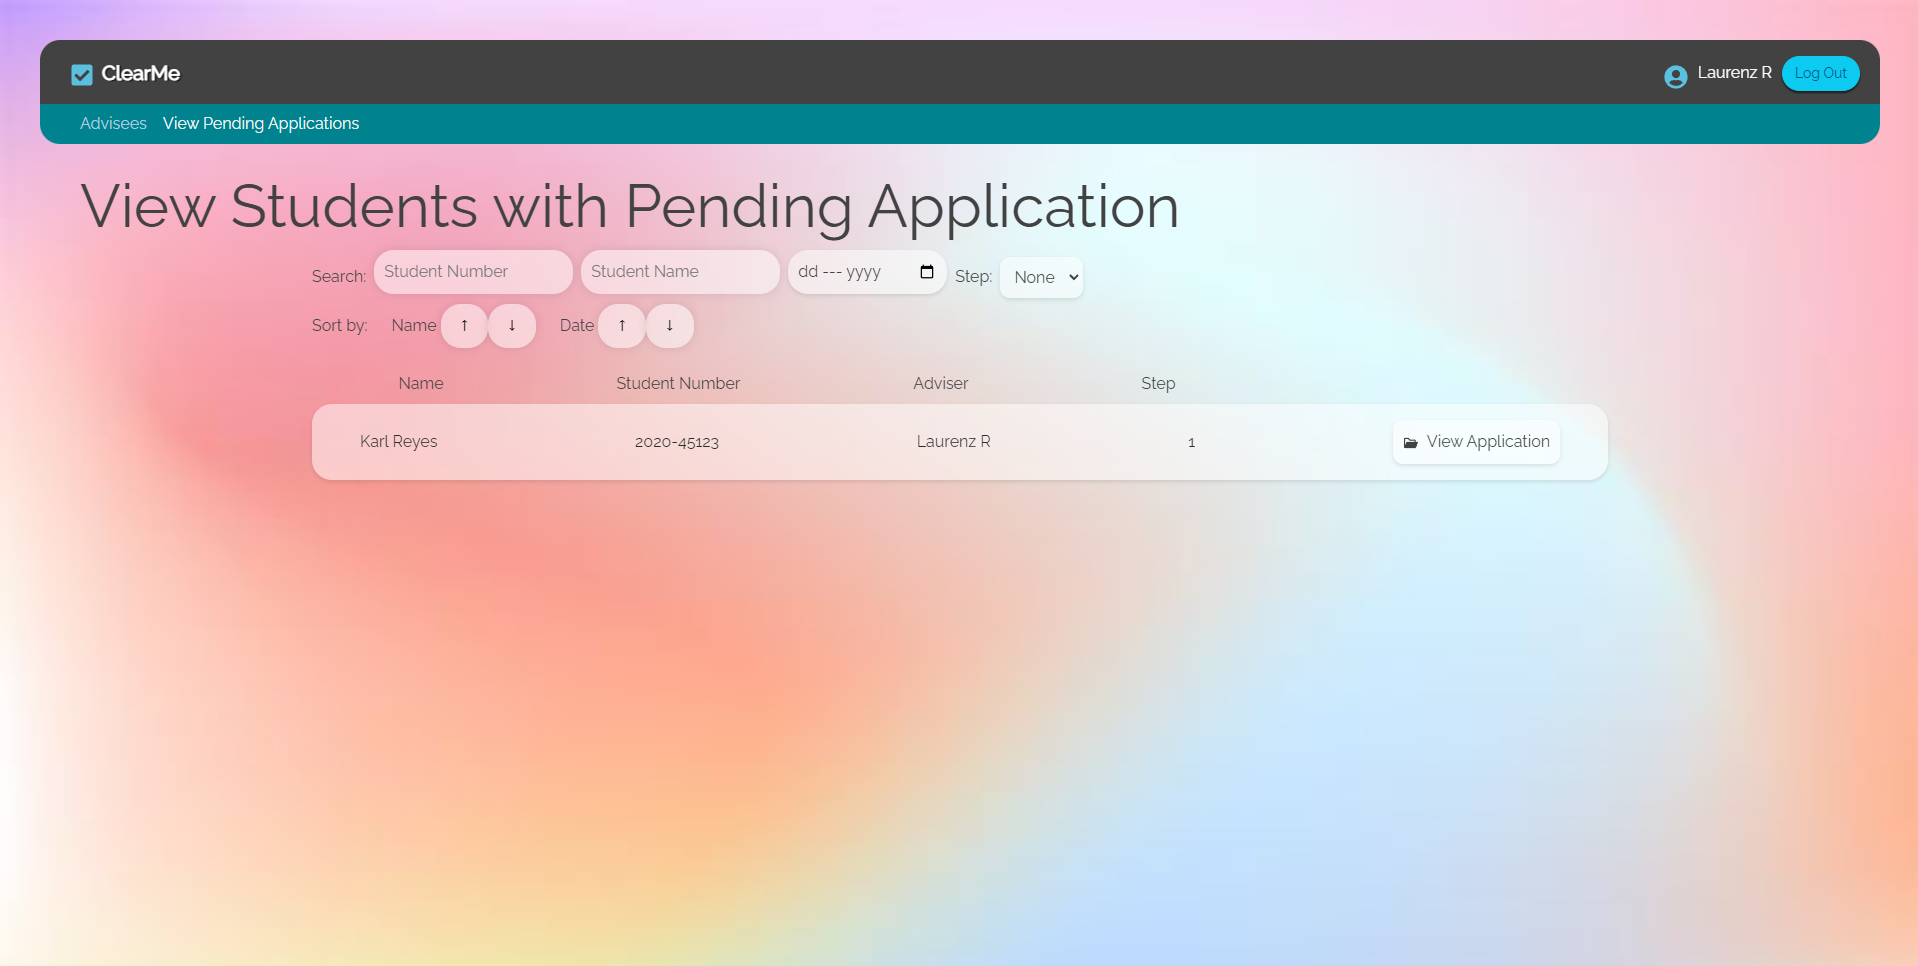 ClearMe
Laurenz R
Log Out
Advisees View Pending Applications
View Students with Pending Application
Search: Student Number Student Name dd --- yyyy Step: None
Sort by: Name ↑ ↓ Date ↑ ↓
Name Student Number Adviser Step
Karl Reyes 2020-45123 Laurenz R 1 View Application